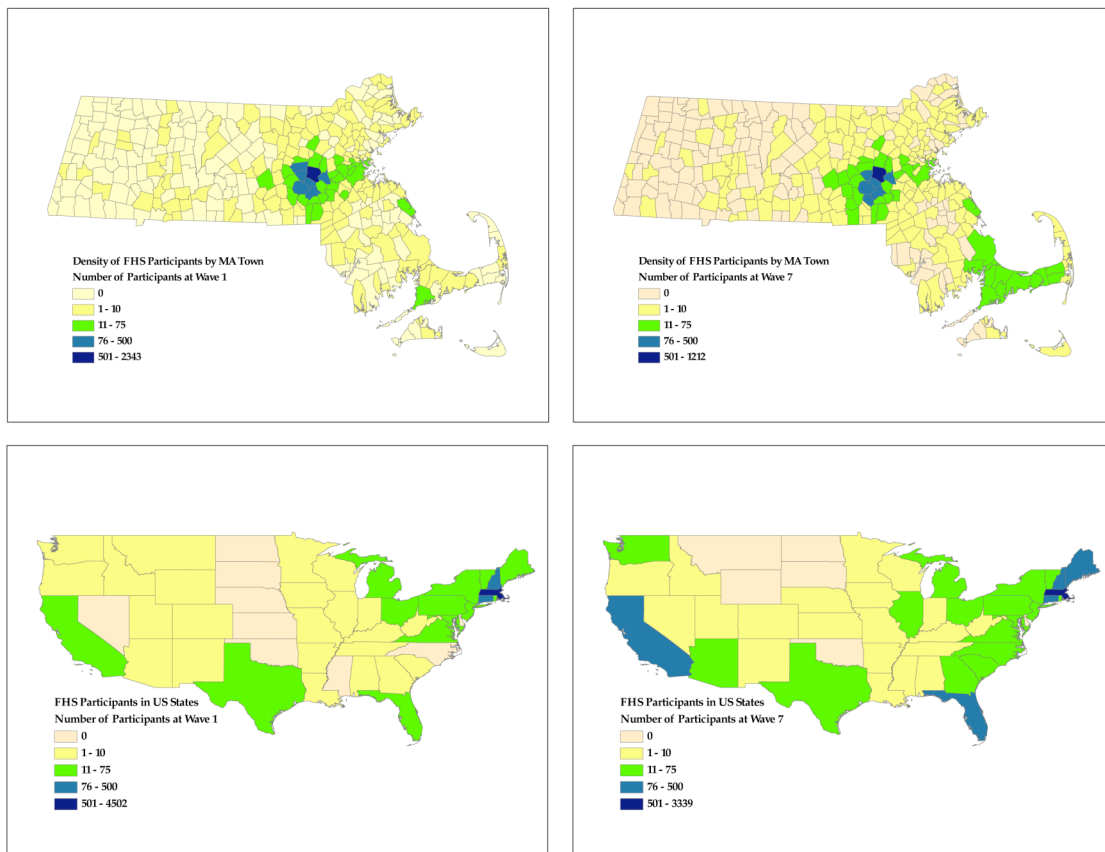 Density of FHS Participants by MA Town
Number of Participants at Wave 1
0
1 - 10
11 - 75
76 - 500
501 - 2343
Density of FHS Participants by MA Town
Number of Participants at Wave 7
0
1 - 10
11 - 75
76 - 500
501 - 1212
FHS Participants in US States
Number of Participants at Wave 1
0
1 - 10
11 - 75
76 - 500
501 - 4502
FHS Participants in US States
Number of Participants at Wave 7
0
1 - 10
11 - 75
76 - 500
501 - 3339